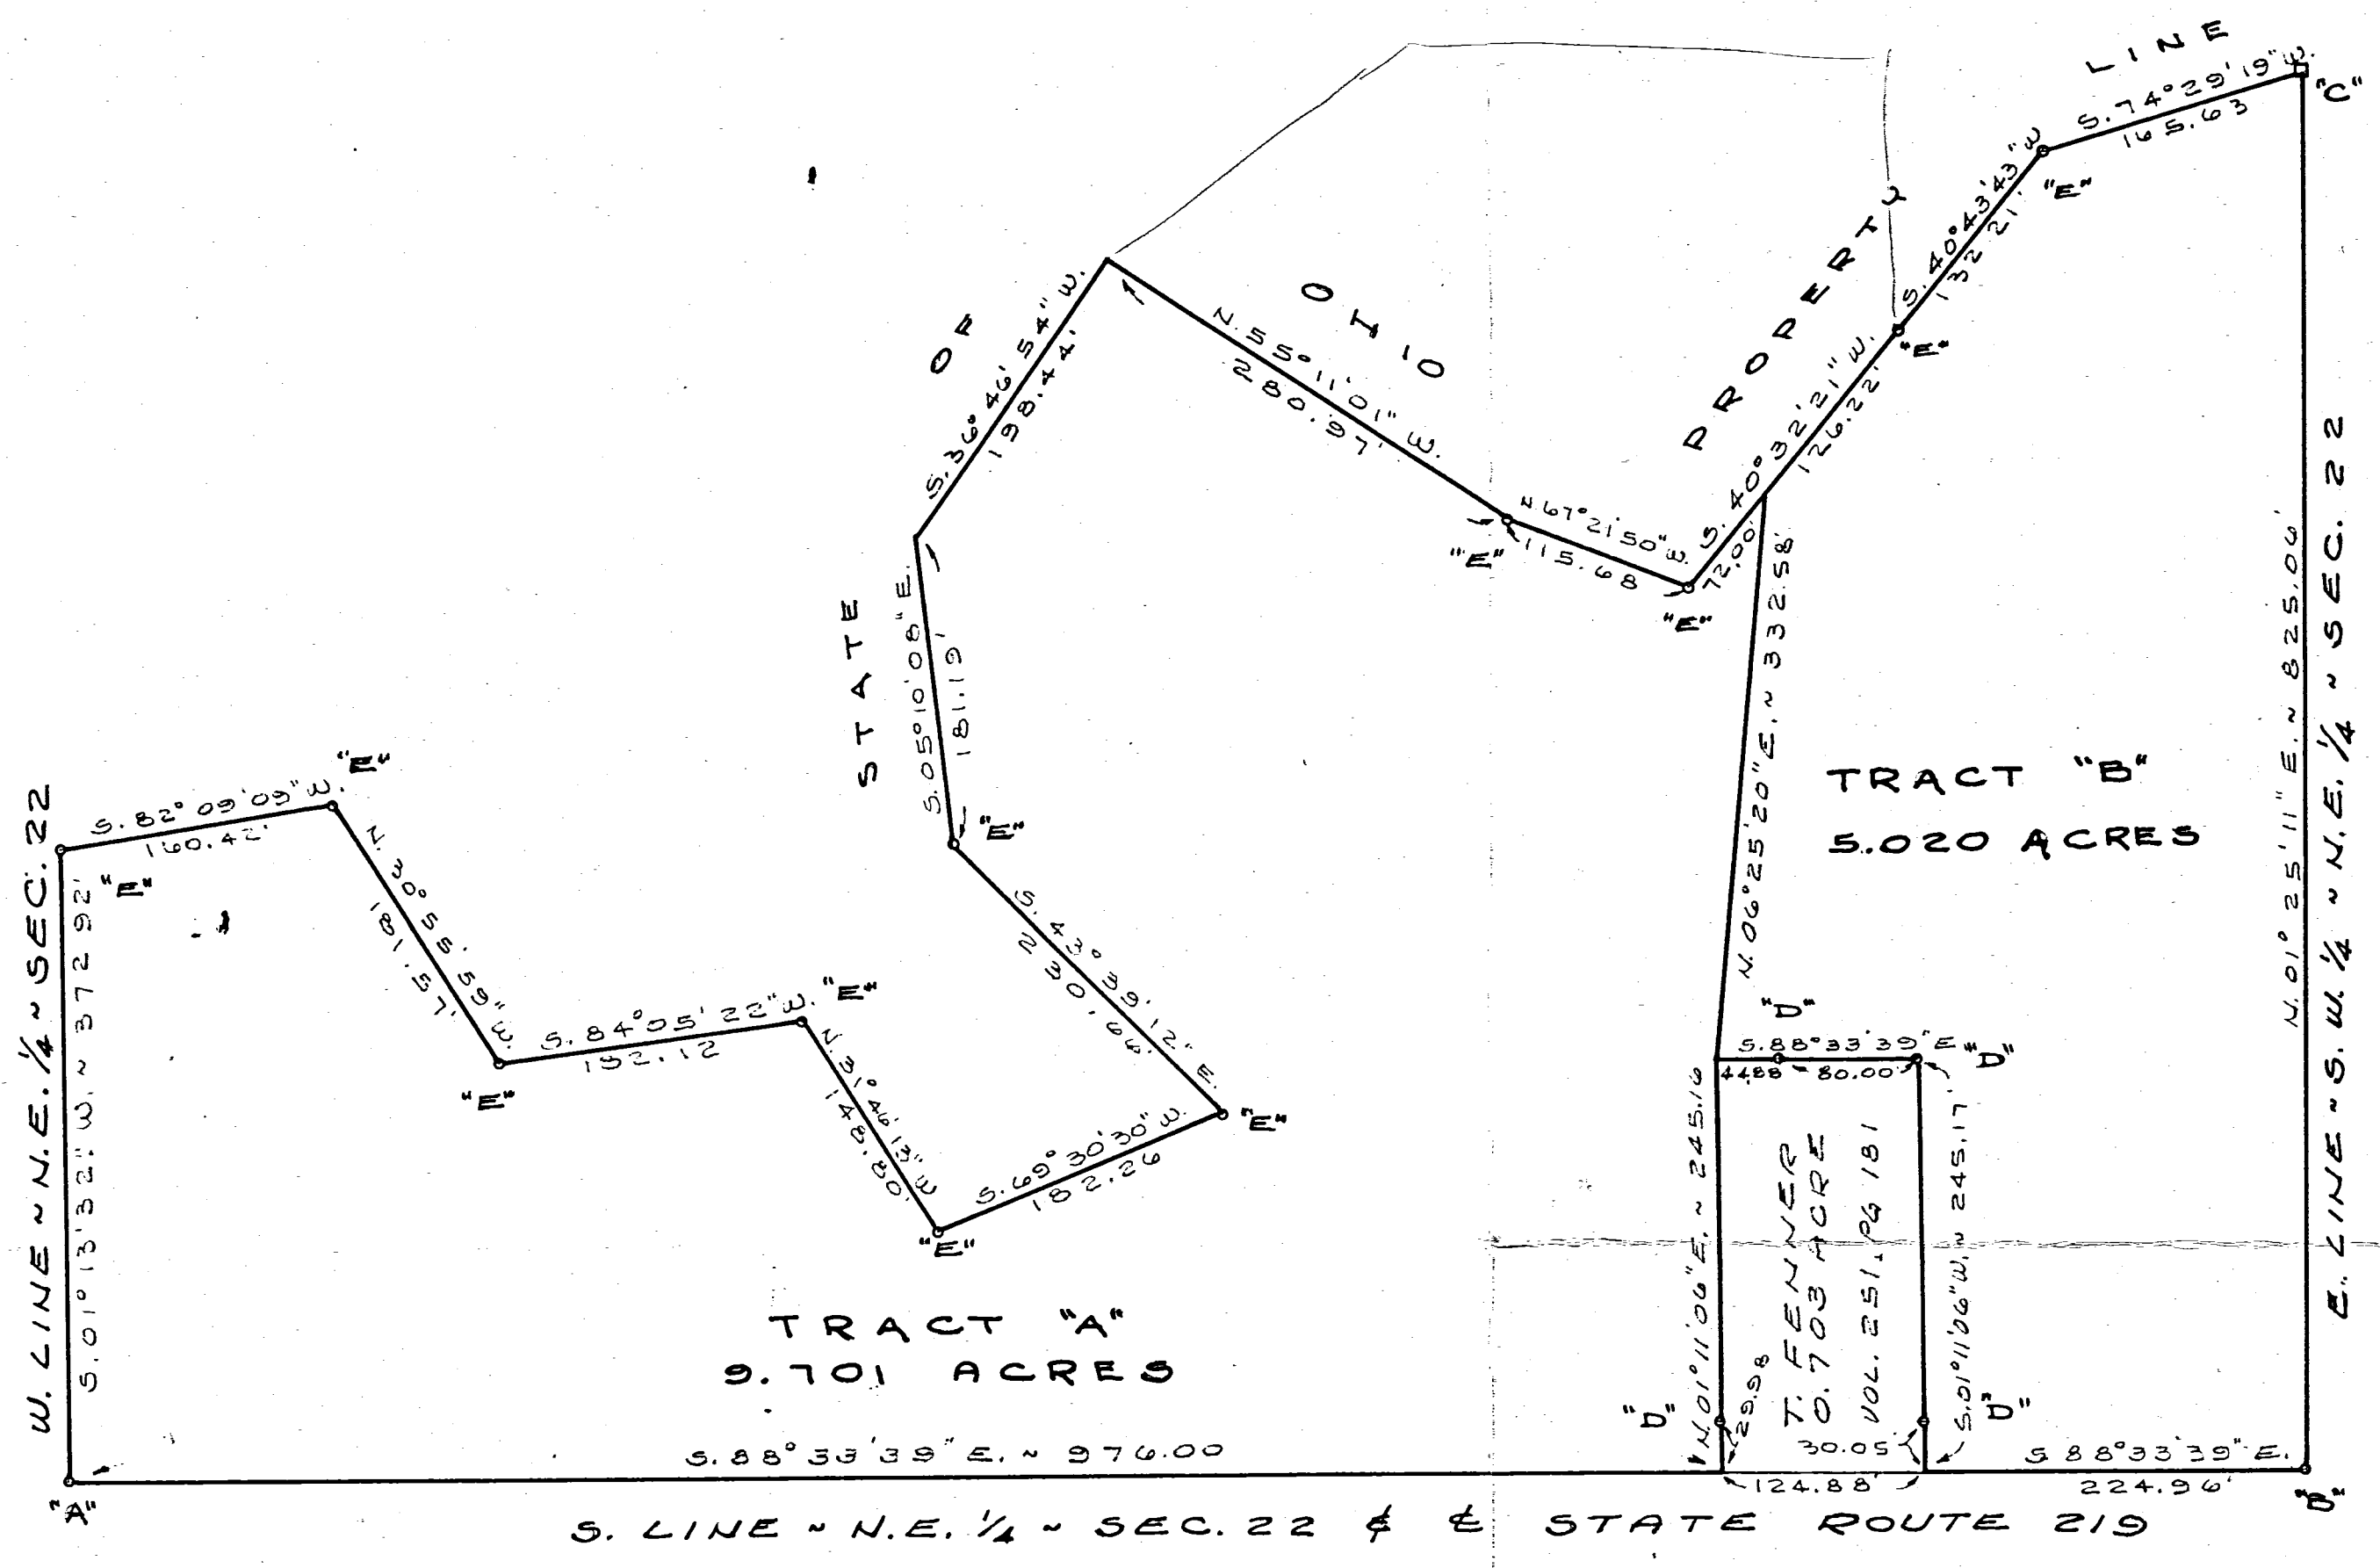 LINE
S. 74° 29' 19" W.
165.63
"C"
S. 40° 43' 43" W
132.21'
"E"
"E"
PROPERTY
OHIO
OF
STATE
S. 36° 46' 54" W.
198.44'
N. 55° 11' 01" W.
280.97'
N. 67° 21' 50" W.
115.68
"E"
"E"
S. 40° 32' 21" W.
126.22'
72.00'
S. 05° 10' 08" E.
181.19'
"E"
S. 43° 39' 12" E.
230.66'
"E"
S. 69° 30' 30" W.
182.26
"E"
N. 31° 46' 13" W
148.80'
"E"
S. 84° 05' 22" W.
192.12
"E"
N. 30° 55' 59" W.
181.57'
"E"
S. 82° 09' 09" W.
160.42'
"E"
W. LINE ~ N.E. 1/4 ~ SEC. 22
S. 01° 13' 32" W. ~ 372.92'
N. 06° 25' 20" E. ~ 332.58'
TRACT "B"
5.020 ACRES
N. 01° 25' 11" E. ~ 825.06'
E. LINE ~ S.W. 1/4 ~ N.E. 1/4 ~ SEC. 22
"D"
S. 88° 33' 39" E
"D"
44.88 80.00'
N. 01° 11' 06" E. ~ 245.16
29.98
T. FENNER
0.703 ACRE
VOL. 251, PG 181
S. 01° 11' 06" W. ~ 245.17'
"D"
"D"
30.05
TRACT "A"
9.701 ACRES
S. 88° 33' 39" E. ~ 976.00
124.88'
S 88° 33' 39" E.
224.96'
"A"
"B"
S. LINE ~ N.E. 1/4 ~ SEC. 22 & ℄ STATE ROUTE 219